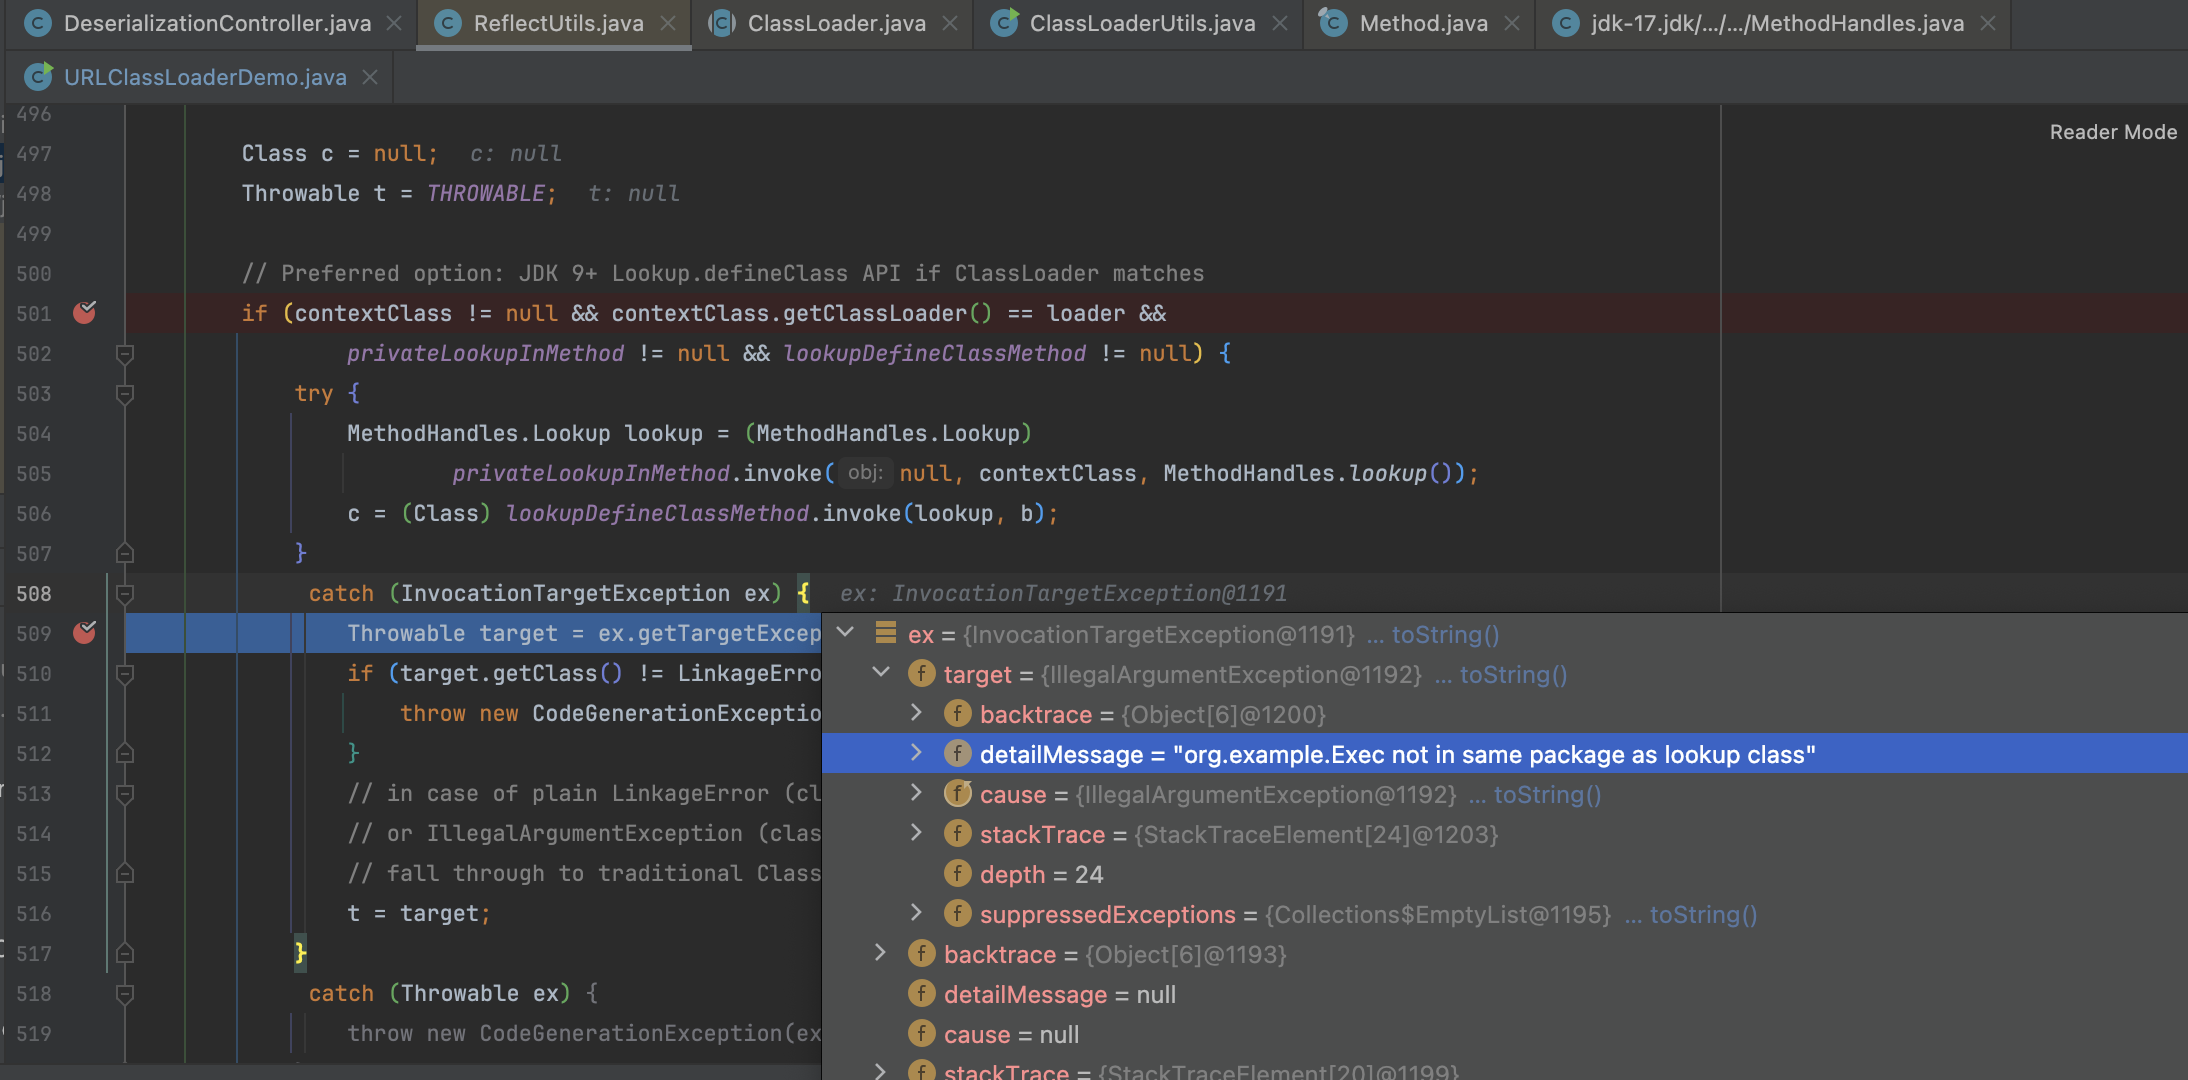 DeserializationController.java
ReflectUtils.java
ClassLoader.java
ClassLoaderUtils.java
Method.java
jdk-17.jdk/.../.../MethodHandles.java
URLClassLoaderDemo.java
Reader Mode
496
497 Class c = null; c: null
498 Throwable t = THROWABLE; t: null
499
500 // Preferred option: JDK 9+ Lookup.defineClass API if ClassLoader matches
501 if (contextClass != null && contextClass.getClassLoader() == loader &&
502 privateLookupInMethod != null && lookupDefineClassMethod != null) {
503 try {
504 MethodHandles.Lookup lookup = (MethodHandles.Lookup)
505 privateLookupInMethod.invoke( obj: null, contextClass, MethodHandles.lookup());
506 c = (Class) lookupDefineClassMethod.invoke(lookup, b);
507 }
508 catch (InvocationTargetException ex) { ex: InvocationTargetException@1191
509 Throwable target = ex.getTargetExcep
510 if (target.getClass() != LinkageErro
511 throw new CodeGenerationExceptio
512 }
513 // in case of plain LinkageError (cl
514 // or IllegalArgumentException (clas
515 // fall through to traditional Class
516 t = target;
517 }
518 catch (Throwable ex) {
519 throw new CodeGenerationException(ex
ex = {InvocationTargetException@1191} ... toString()
target = {IllegalArgumentException@1192} ... toString()
backtrace = {Object[6]@1200}
detailMessage = "org.example.Exec not in same package as lookup class"
cause = {IllegalArgumentException@1192} ... toString()
stackTrace = {StackTraceElement[24]@1203}
depth = 24
suppressedExceptions = {Collections$EmptyList@1195} ... toString()
backtrace = {Object[6]@1193}
detailMessage = null
cause = null
stackTrace = {StackTraceElement[20]@1199}